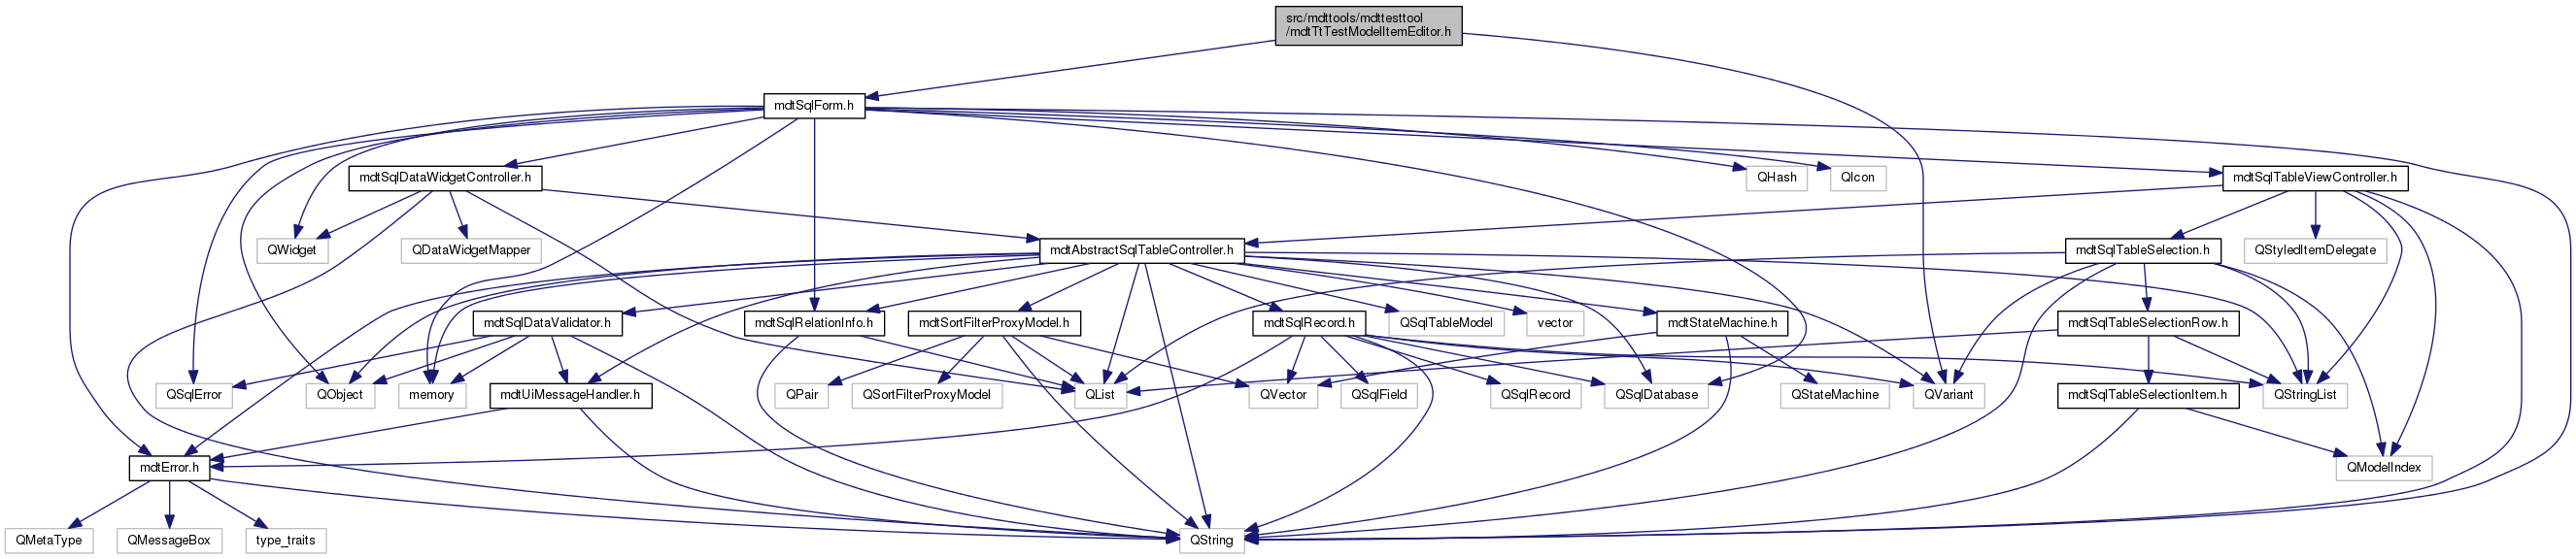 src/mdttools/mdttesttool
/mdtTtTestModelItemEditor.h
mdtSqlForm.h
mdtSqlDataWidgetController.h
QHash
QIcon
mdtSqlTableViewController.h
QWidget
QDataWidgetMapper
mdtAbstractSqlTableController.h
mdtSqlTableSelection.h
QStyledItemDelegate
mdtSqlDataValidator.h
mdtSqlRelationInfo.h
mdtSortFilterProxyModel.h
mdtSqlRecord.h
QSqlTableModel
vector
mdtStateMachine.h
mdtSqlTableSelectionRow.h
QSqlError
QObject
memory
mdtUiMessageHandler.h
QPair
QSortFilterProxyModel
QList
QVector
QSqlField
QSqlRecord
QSqlDatabase
QStateMachine
QVariant
mdtSqlTableSelectionItem.h
QStringList
mdtError.h
QModelIndex
QMetaType
QMessageBox
type_traits
QString